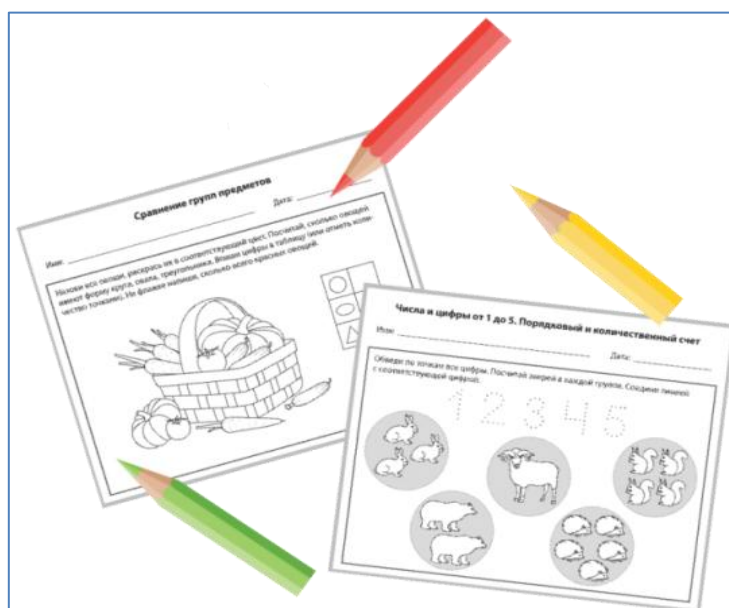 Сравнение групп предметов
Имя: Дата:
Назови все овощи, раскрась их в соответствующий цвет. Посчитай, сколько овощей
имеют форму круга, овала, треугольника. Впиши цифры в таблицу (или отметь коли-
чество точками). На флажке напиши, сколько всего красных овощей.
Числа и цифры от 1 до 5. Порядковый и количественный счет
Имя: Дата:
Обведи по точкам все цифры. Посчитай зверей в каждой группе. Соедини линией
с соответствующей цифрой.
1 2 3 4 5